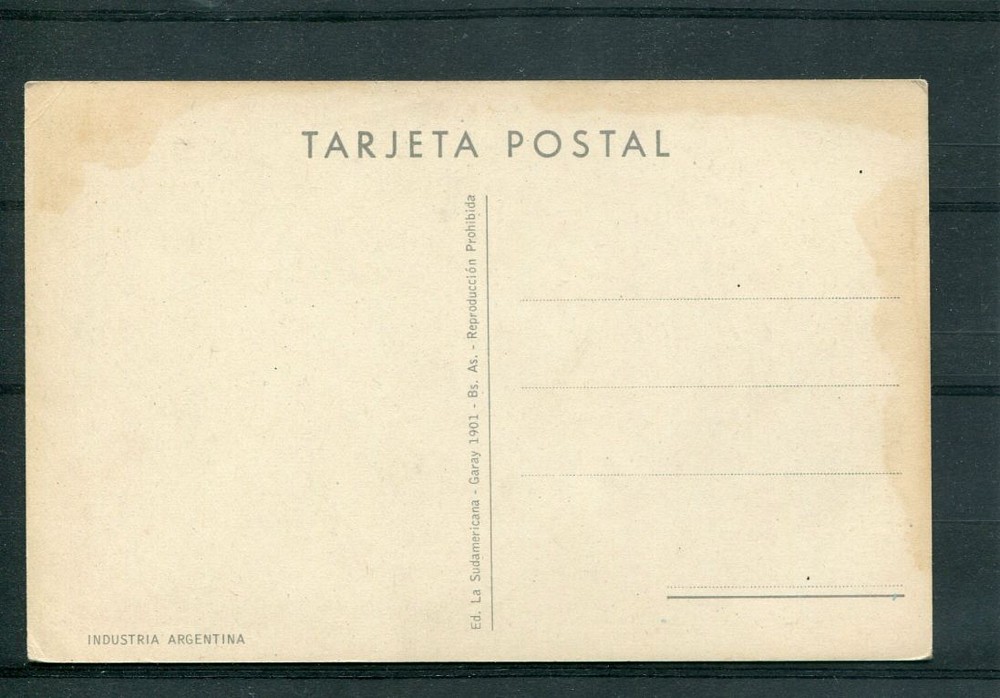 TARJETA POSTAL
Ed. La Sudamericana - Garay 1901 - Bs. As. - Reproducción Prohibida
INDUSTRIA ARGENTINA